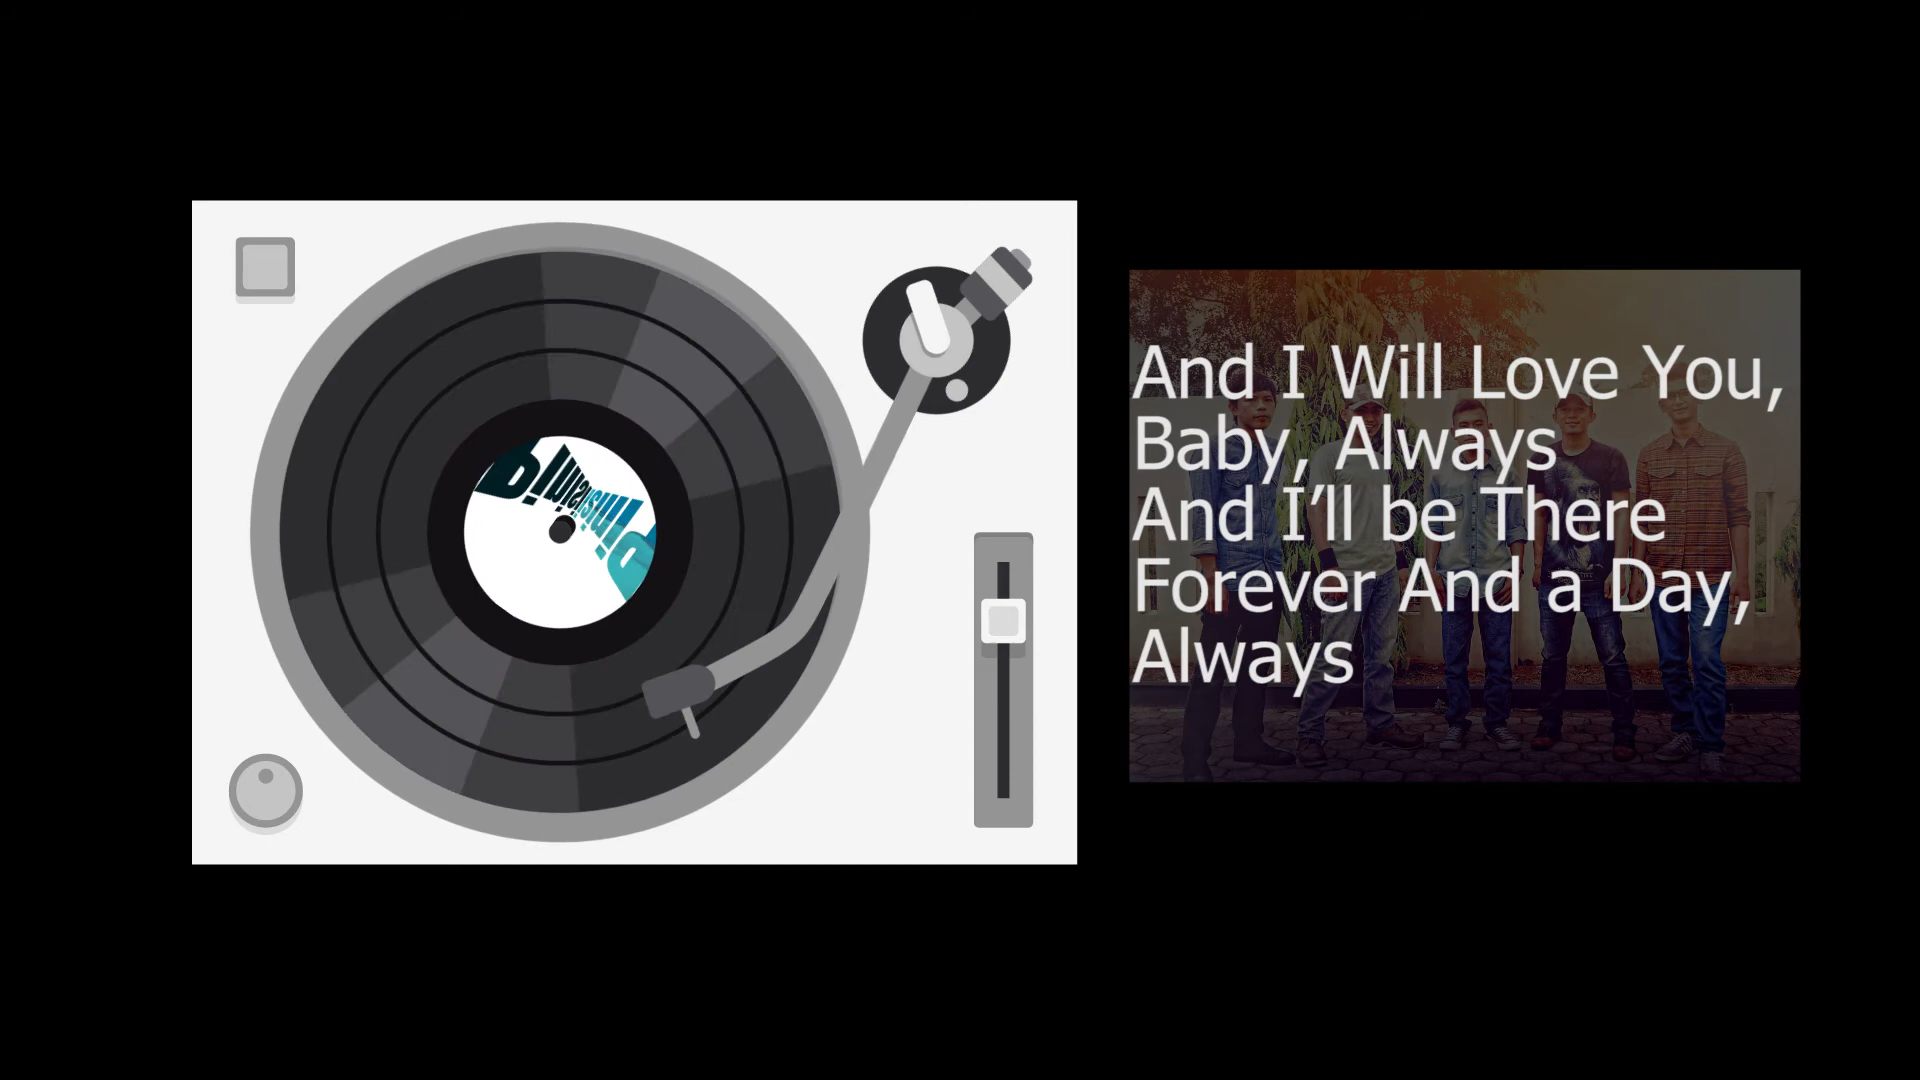 And I Will Love You,
Baby, Always
And I’ll be There
Forever And a Day,
Always